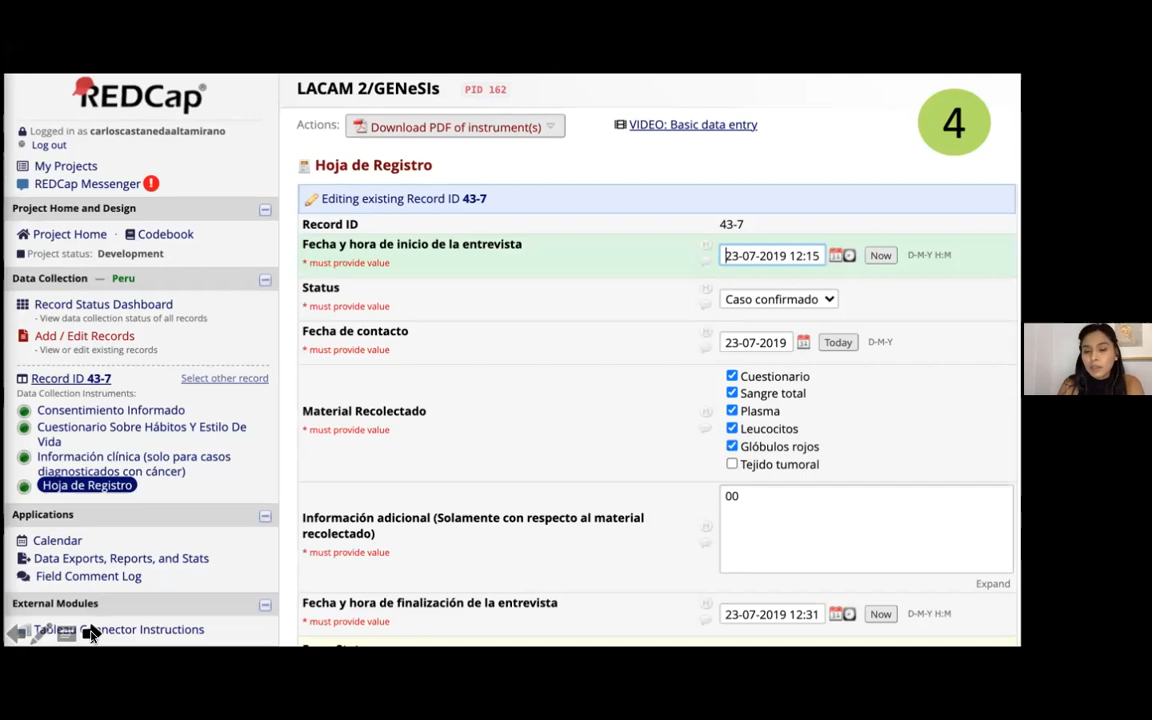 REDCap®
Logged in as carloscastanedaaltamirano
Log out
My Projects
REDCap Messenger !
Project Home and Design
Project Home · Codebook
Project status: Development
Data Collection — Peru
Record Status Dashboard
- View data collection status of all records
Add / Edit Records
- View or edit existing records
Record ID 43-7 Select other record
Data Collection Instruments:
Consentimiento Informado
Cuestionario Sobre Hábitos Y Estilo De
Vida
Información clínica (solo para casos
diagnosticados con cáncer)
Hoja de Registro
Applications
Calendar
Data Exports, Reports, and Stats
Field Comment Log
External Modules
Connector Instructions
LACAM 2/GENeSIs PID 162
Actions: Download PDF of instrument(s) VIDEO: Basic data entry
4
Hoja de Registro
Editing existing Record ID 43-7
Record ID 43-7
Fecha y hora de inicio de la entrevista
* must provide value
23-07-2019 12:15 Now D-M-Y H:M
Status
* must provide value
Caso confirmado
Fecha de contacto
* must provide value
23-07-2019 Today D-M-Y
Material Recolectado
* must provide value
Cuestionario
Sangre total
Plasma
Leucocitos
Glóbulos rojos
Tejido tumoral
Información adicional (Solamente con respecto al material
recolectado)
* must provide value
00
Expand
Fecha y hora de finalización de la entrevista
* must provide value
23-07-2019 12:31 Now D-M-Y H:M